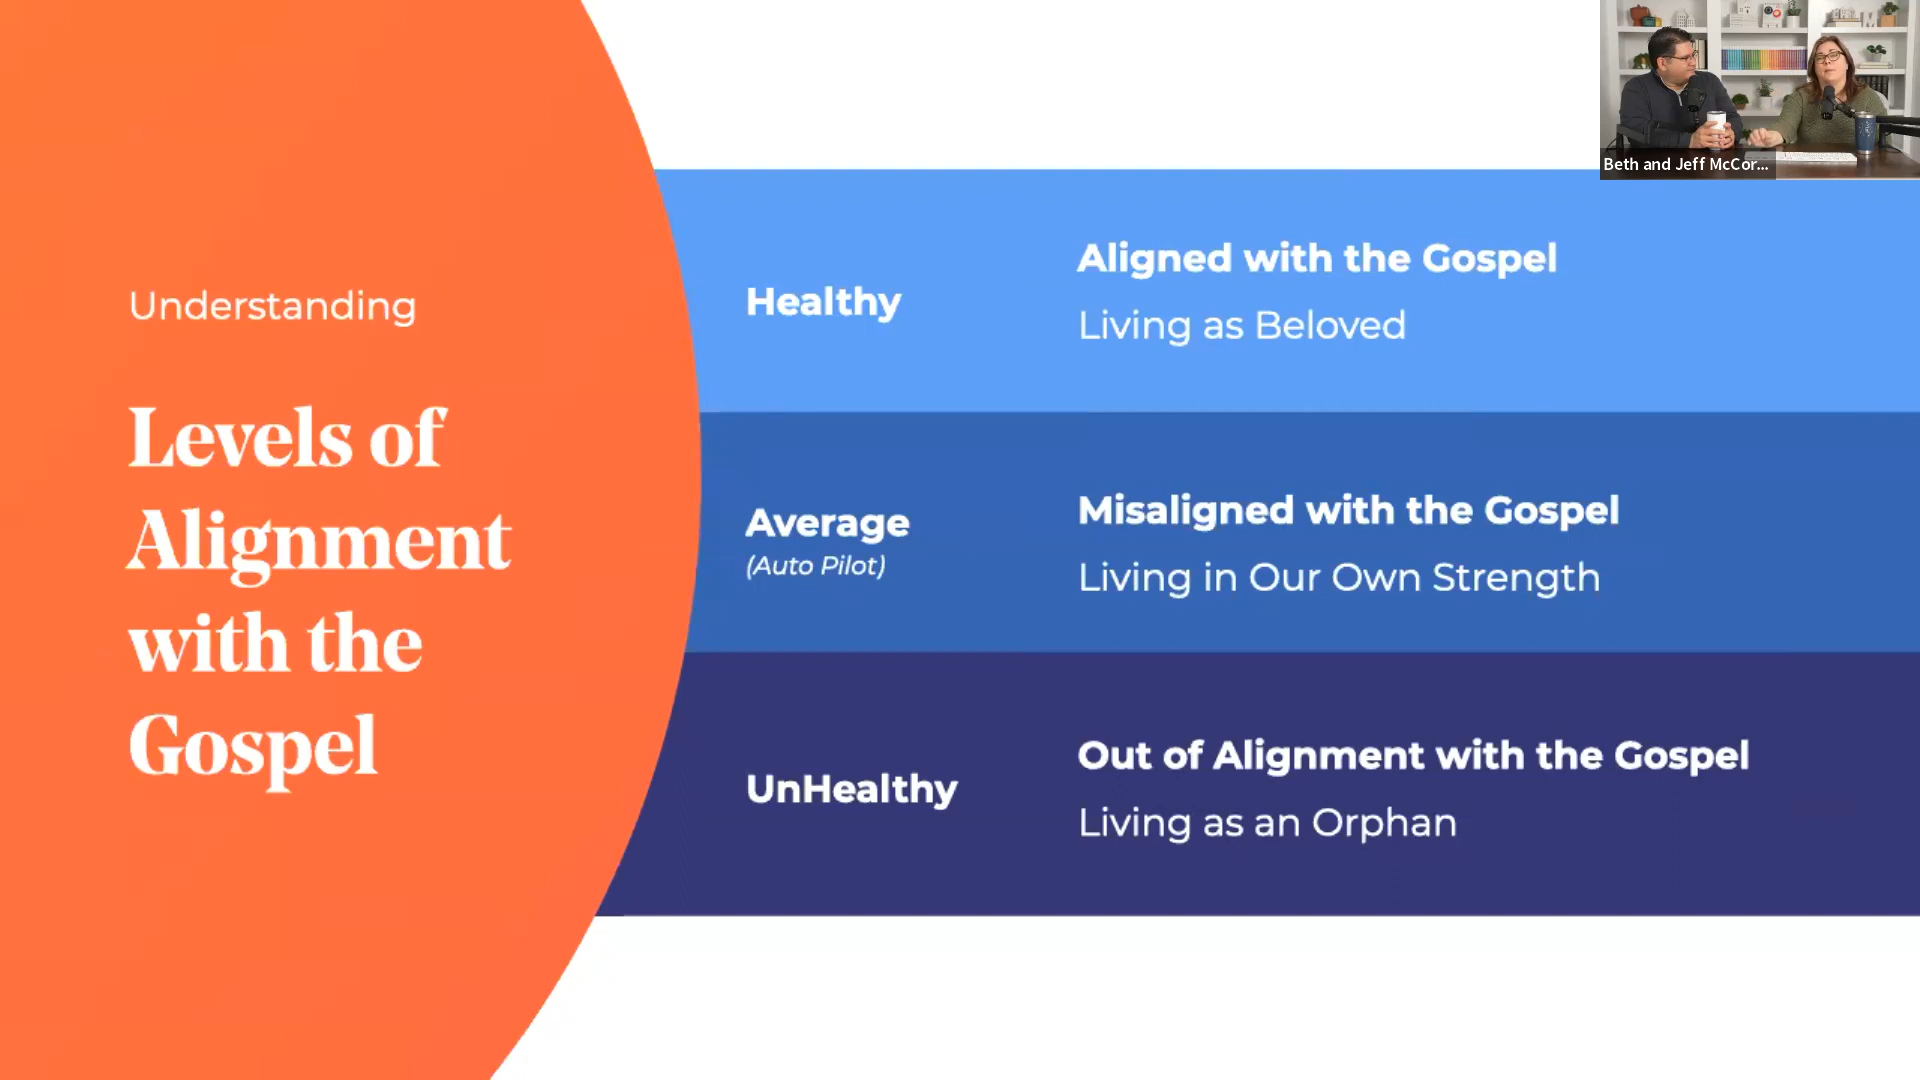 Understanding
Levels of
Alignment
with the
Gospel
Healthy
Aligned with the Gospel
Living as Beloved
Average
(Auto Pilot)
Misaligned with the Gospel
Living in Our Own Strength
UnHealthy
Out of Alignment with the Gospel
Living as an Orphan
Beth and Jeff McCor...